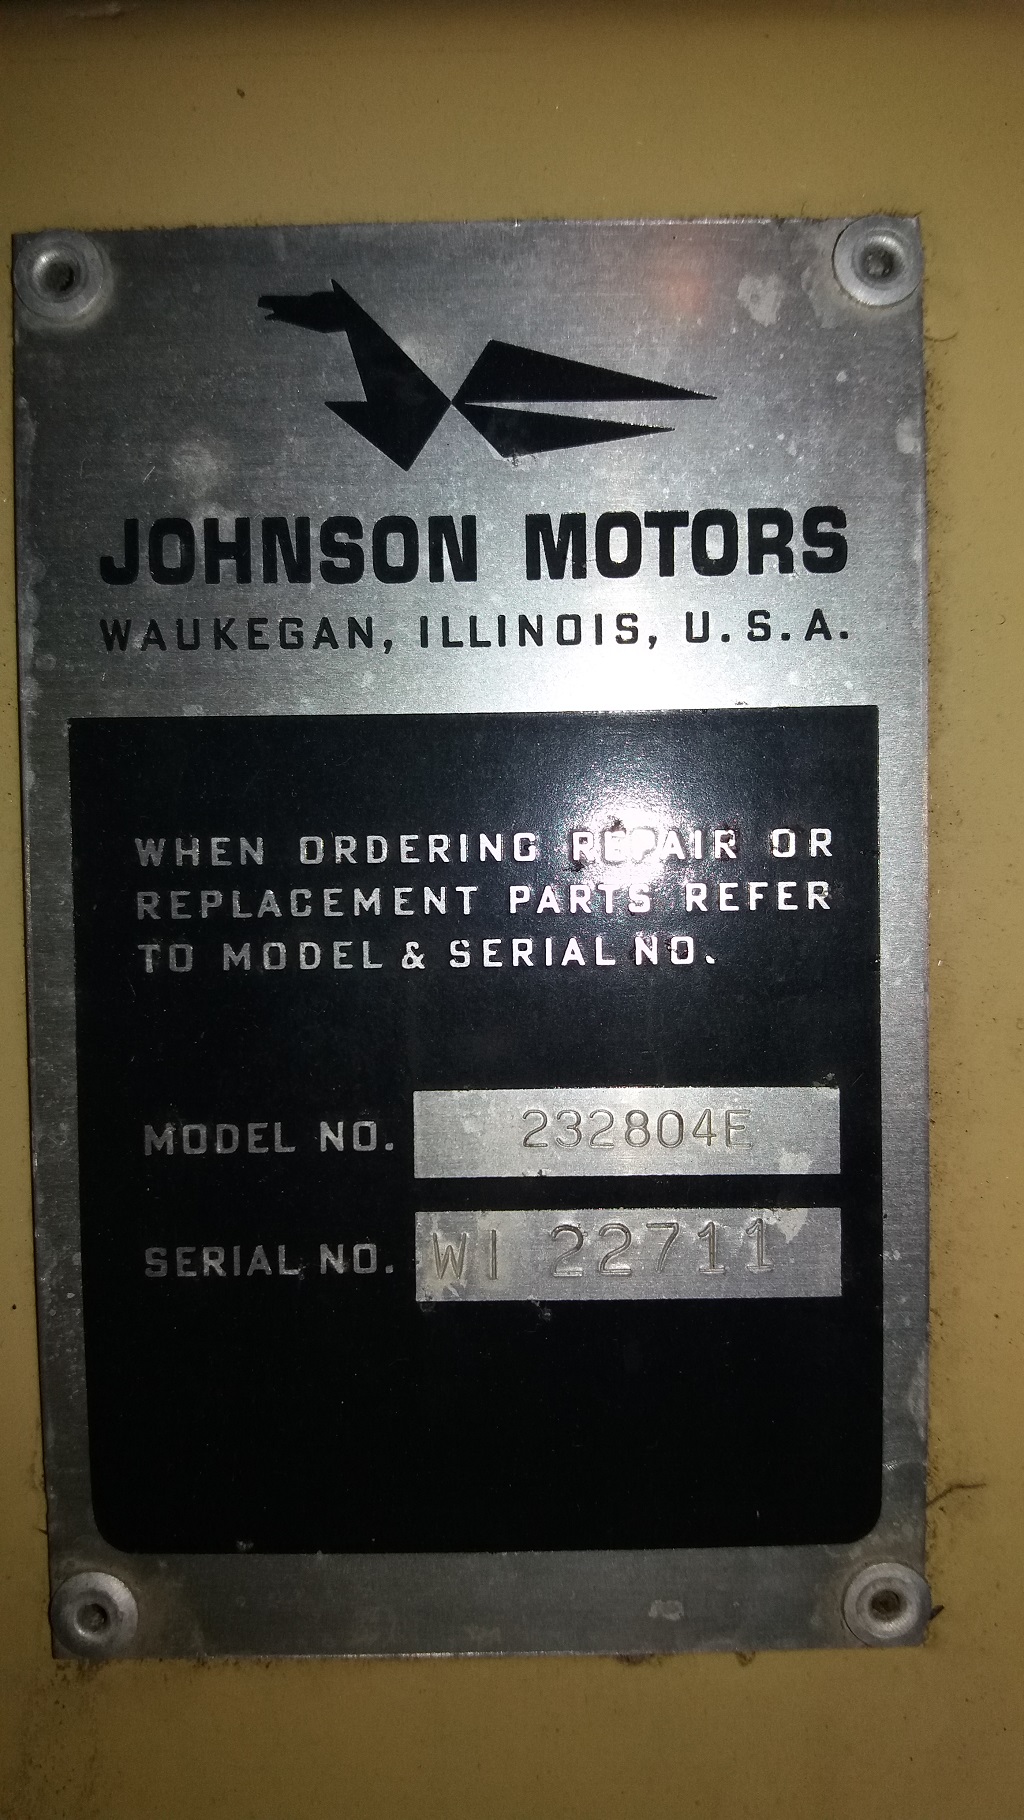 JOHNSON MOTORS
WAUKEGAN, ILLINOIS, U.S.A.
WHEN ORDERING REPAIR OR
REPLACEMENT PARTS REFER
TO MODEL & SERIAL NO.
MODEL NO. 232804E
SERIAL NO. WI 22711